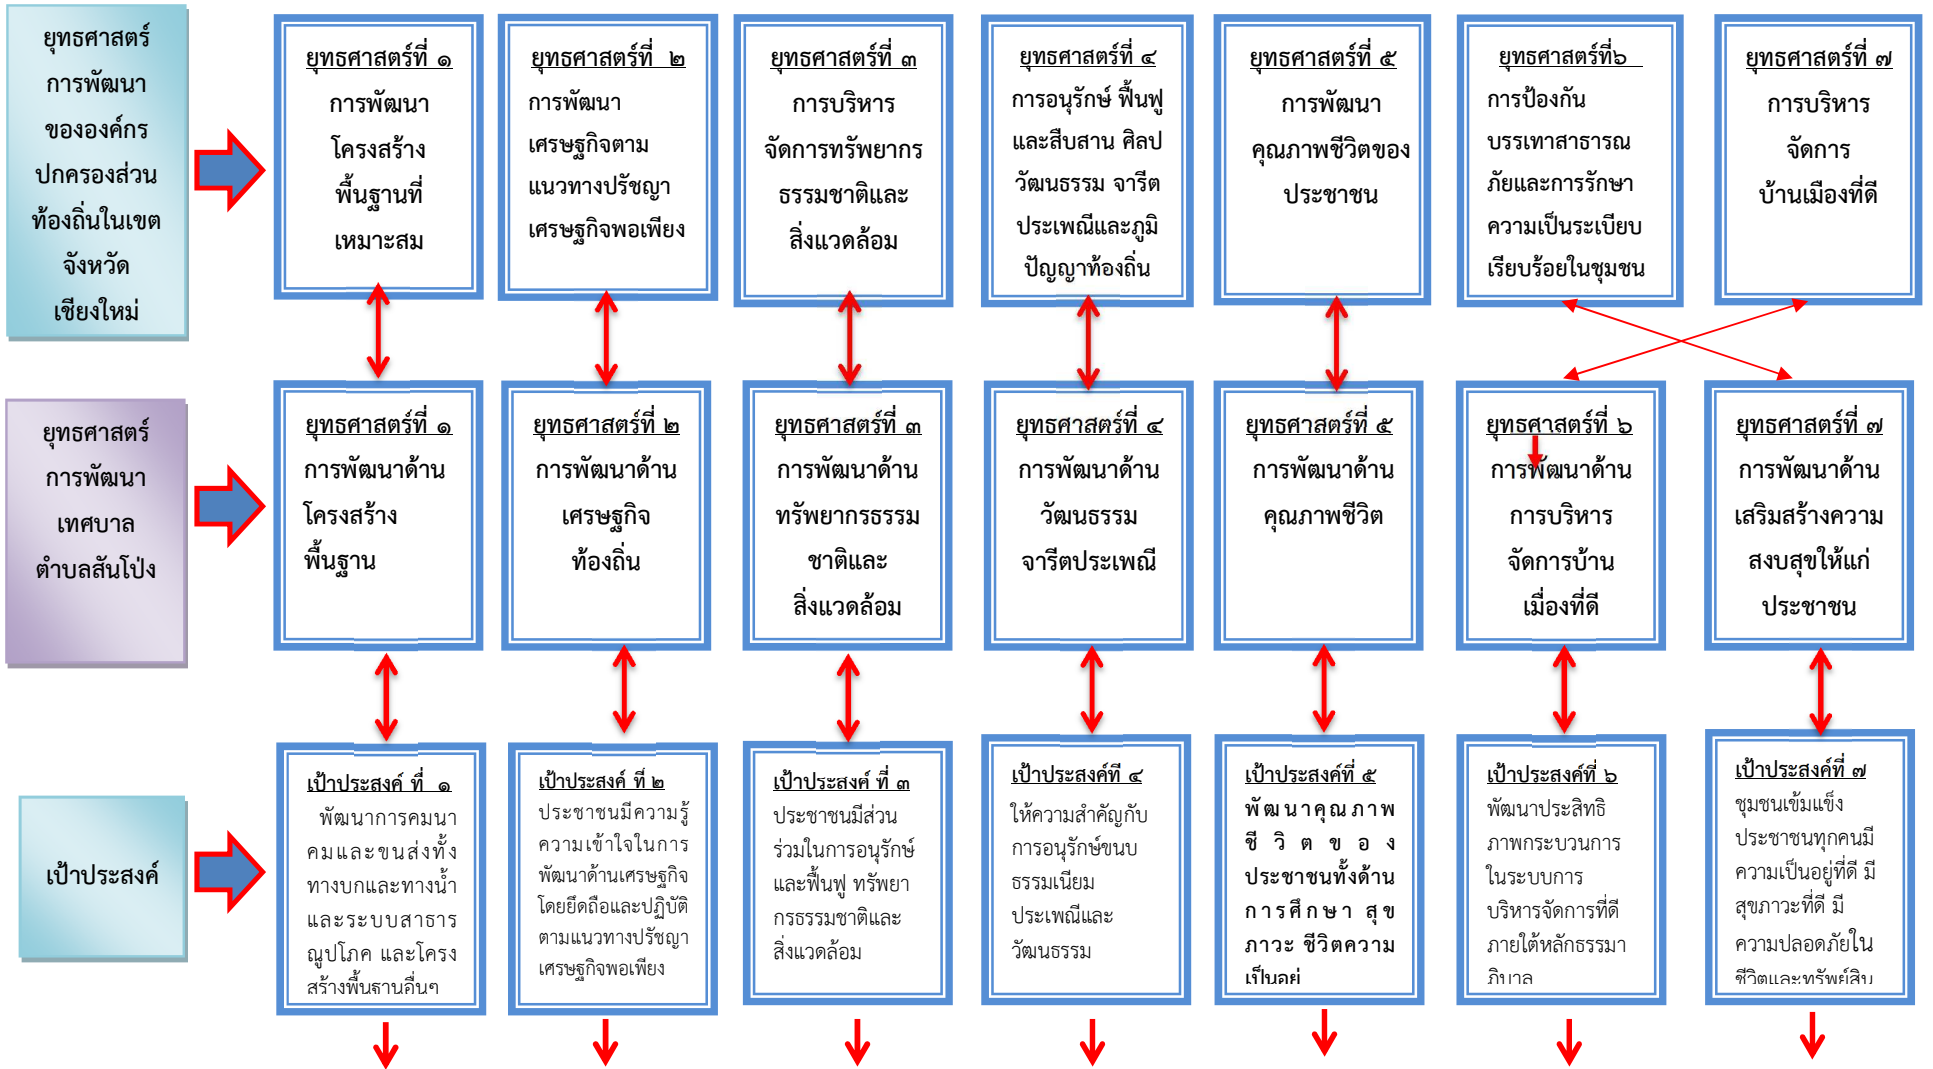 ยุทธศาสตร์
การพัฒนา
ขององค์กร
ปกครองส่วน
ท้องถิ่นในเขต
จังหวัด
เชียงใหม่
ยุทธศาสตร์ที่ ๑
การพัฒนา
โครงสร้าง
พื้นฐานที่
เหมาะสม
ยุทธศาสตร์ที่ ๒
การพัฒนา
เศรษฐกิจตาม
แนวทางปรัชญา
เศรษฐกิจพอเพียง
ยุทธศาสตร์ที่ ๓
การบริหาร
จัดการทรัพยากร
ธรรมชาติและ
สิ่งแวดล้อม
ยุทธศาสตร์ที่ ๔
การอนุรักษ์ ฟื้นฟู
และสืบสาน ศิลป
วัฒนธรรม จารีต
ประเพณีและภูมิ
ปัญญาท้องถิ่น
ยุทธศาสตร์ที่ ๕
การพัฒนา
คุณภาพชีวิตของ
ประชาชน
ยุทธศาสตร์ที่๖
การป้องกัน
บรรเทาสาธารณ
ภัยและการรักษา
ความเป็นระเบียบ
เรียบร้อยในชุมชน
ยุทธศาสตร์ที่ ๗
การบริหาร
จัดการ
บ้านเมืองที่ดี
ยุทธศาสตร์
การพัฒนา
เทศบาล
ตำบลสันโป่ง
ยุทธศาสตร์ที่ ๑
การพัฒนาด้าน
โครงสร้าง
พื้นฐาน
ยุทธศาสตร์ที่ ๒
การพัฒนาด้าน
เศรษฐกิจ
ท้องถิ่น
ยุทธศาสตร์ที่ ๓
การพัฒนาด้าน
ทรัพยากรธรรม
ชาติและ
สิ่งแวดล้อม
ยุทธศาสตร์ที่ ๔
การพัฒนาด้าน
วัฒนธรรม
จารีตประเพณี
ยุทธศาสตร์ที่ ๕
การพัฒนาด้าน
คุณภาพชีวิต
ยุทธศาสตร์ที่ ๖
การพัฒนาด้าน
การบริหาร
จัดการบ้าน
เมื่องที่ดี
ยุทธศาสตร์ที่ ๗
การพัฒนาด้าน
เสริมสร้างความ
สงบสุขให้แก่
ประชาชน
เป้าประสงค์
เป้าประสงค์ ที่ ๑
พัฒนาการคมนา
คมและขนส่งทั้ง
ทางบกและทางน้ำ
และระบบสาธาร
ณูปโภค และโครง
สร้างพื้นฐานอื่นๆ
เป้าประสงค์ ที่ ๒
ประชาชนมีความรู้
ความเข้าใจในการ
พัฒนาด้านเศรษฐกิจ
โดยยึดถือและปฏิบัติ
ตามแนวทางปรัชญา
เศรษฐกิจพอเพียง
เป้าประสงค์ ที่ ๓
ประชาชนมีส่วน
ร่วมในการอนุรักษ์
และฟื้นฟู ทรัพยา
กรธรรมชาติและ
สิ่งแวดล้อม
เป้าประสงค์ที่ ๔
ให้ความสำคัญกับ
การอนุรักษ์ขนบ
ธรรมเนียม
ประเพณีและ
วัฒนธรรม
เป้าประสงค์ที่ ๕
พัฒนาคุณภาพ
ชีวิตของ
ประชาชนทั้งด้าน
การศึกษา สุข
ภาวะ ชีวิตความ
เป็นอยู่
เป้าประสงค์ที่ ๖
พัฒนาประสิทธิ
ภาพกระบวนการ
ในระบบการ
บริหารจัดการที่ดี
ภายใต้หลักธรรมา
ภิบาล
เป้าประสงค์ที่ ๗
ชุมชนเข้มแข็ง
ประชาชนทุกคนมี
ความเป็นอยู่ที่ดี มี
สุขภาวะที่ดี มี
ความปลอดภัยใน
ชีวิตและทรัพย์สิน